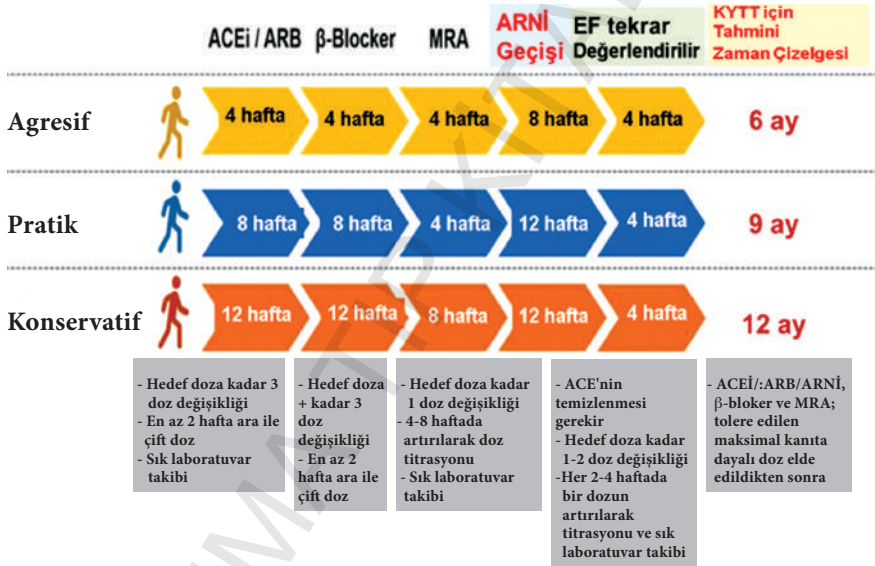 ACEi / ARB β-Blocker MRA ARNİ Geçişi EF tekrar Değerlendirilir KYTT için Tahmini Zaman Çizelgesi
Agresif 4 hafta 4 hafta 4 hafta 8 hafta 4 hafta 6 ay
Pratik 8 hafta 8 hafta 4 hafta 12 hafta 4 hafta 9 ay
Konservatif 12 hafta 12 hafta 8 hafta 12 hafta 4 hafta 12 ay
- Hedef doza kadar 3
doz değişikliği
- En az 2 hafta ara ile
çift doz
- Sık laboratuvar
takibi
- Hedef doza
+ kadar 3
doz
değişikliği
- En az 2
hafta ara ile
çift doz
- Hedef doza kadar
1 doz değişikliği
- 4-8 haftada
artırılarak doz
titrasyonu
- Sık laboratuvar
takibi
- ACE'nin
temizlenmesi
gerekir
- Hedef doza kadar
1-2 doz değişikliği
-Her 2-4 haftada
bir dozun
artırılarak
titrasyonu ve sık
laboratuvar takibi
- ACEİ/:ARB/ARNİ,
β-bloker ve MRA;
tolere edilen
maksimal kanıta
dayalı doz elde
edildikten sonra